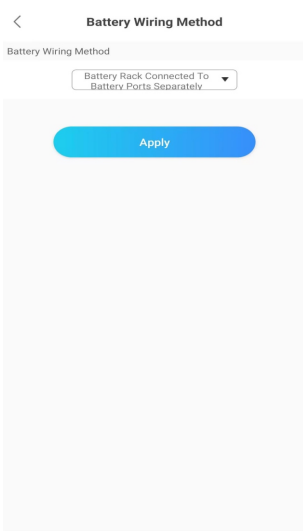 Battery Wiring Method
Battery Wiring Method
Battery Rack Connected To
Battery Ports Separately
Apply